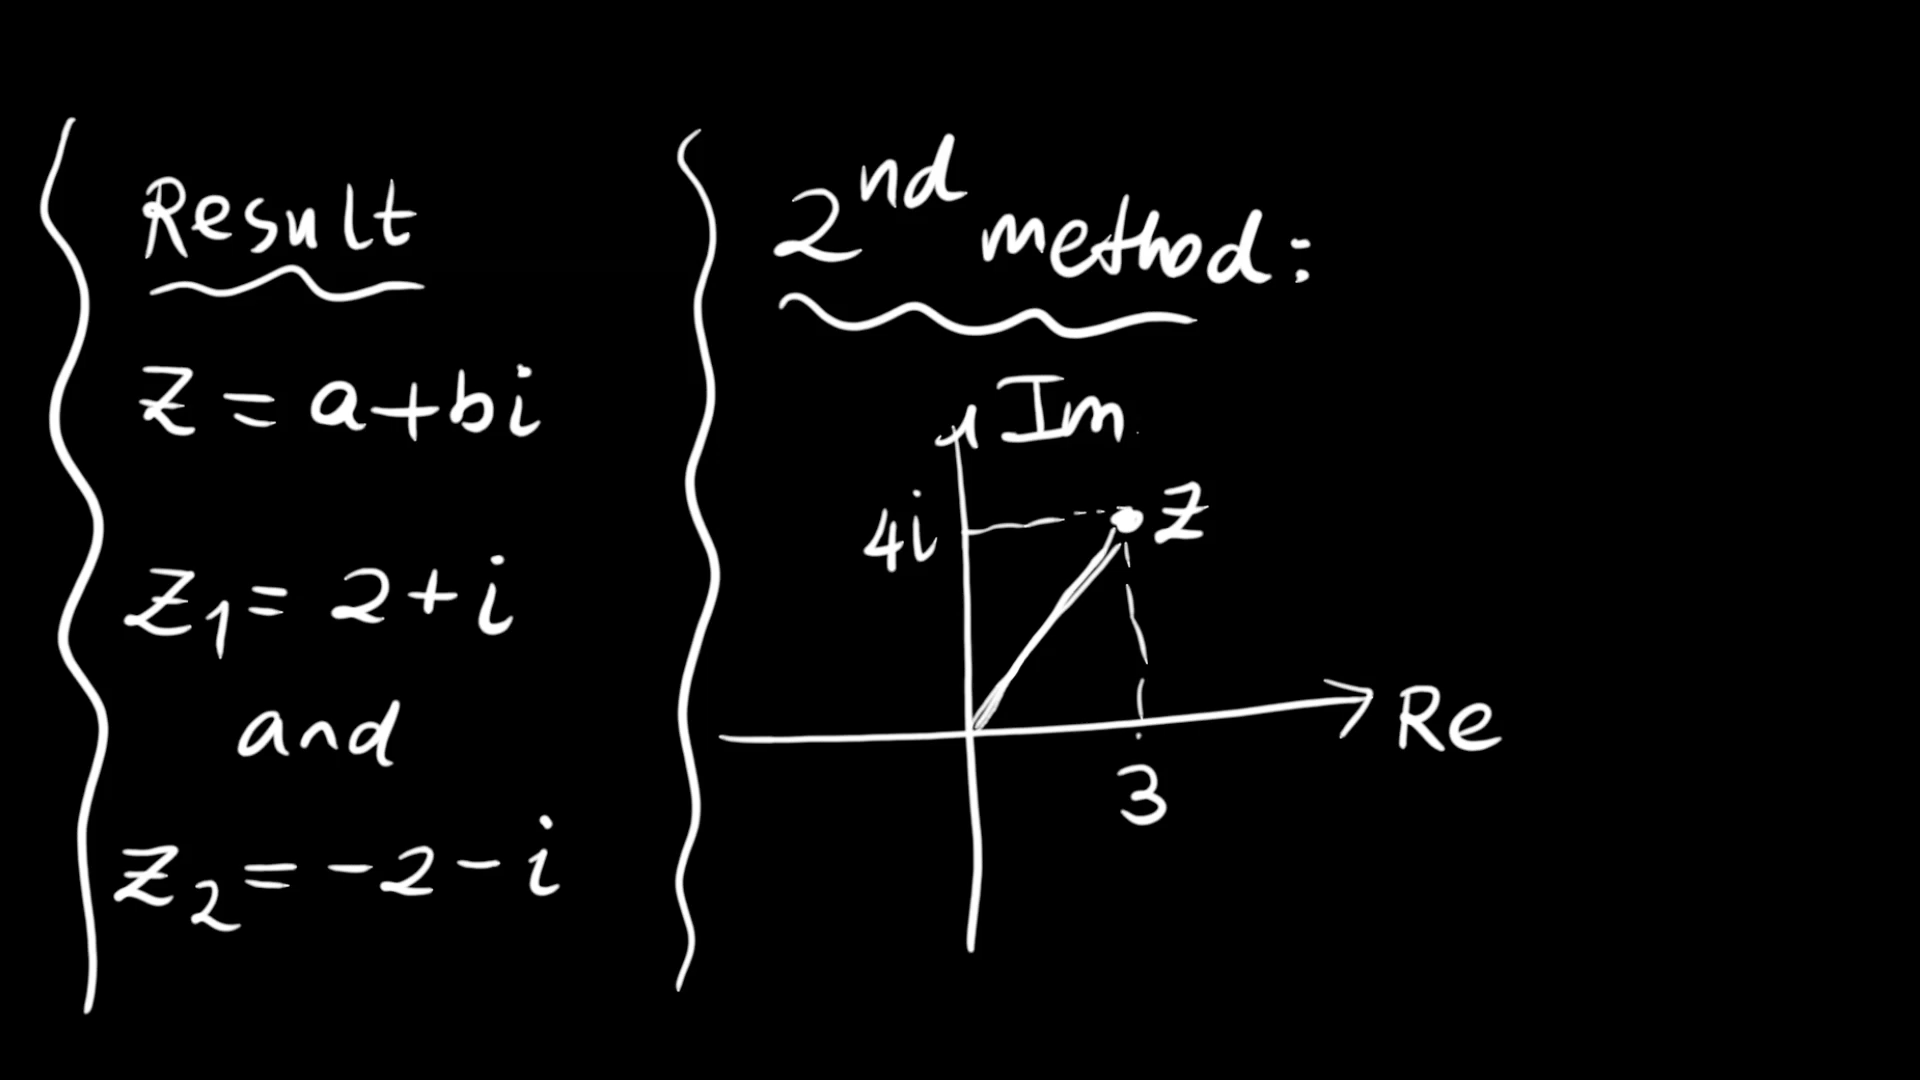 Result
z = a+bi
z₁ = 2+i
and
z₂ = -2-i
2ⁿᵈ method:
Im
4i
z
Re
3